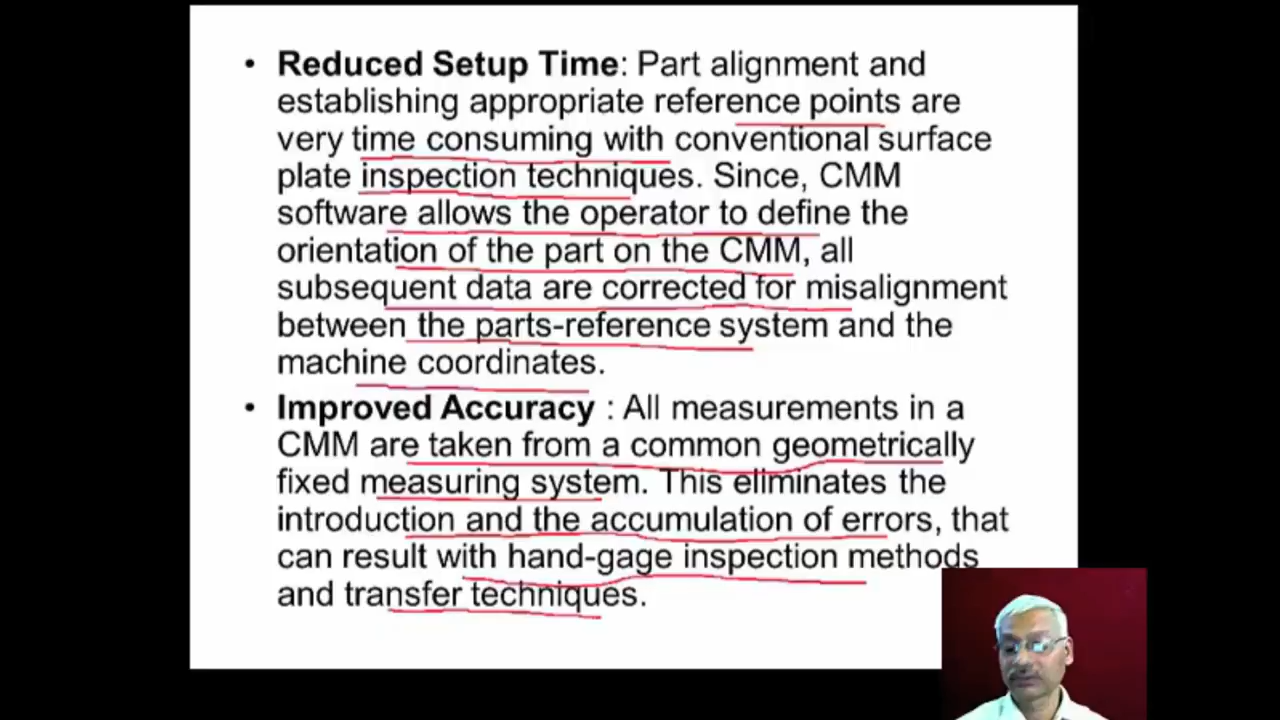 • Reduced Setup Time: Part alignment and
establishing appropriate reference points are
very time consuming with conventional surface
plate inspection techniques. Since, CMM
software allows the operator to define the
orientation of the part on the CMM, all
subsequent data are corrected for misalignment
between the parts-reference system and the
machine coordinates.
• Improved Accuracy : All measurements in a
CMM are taken from a common geometrically
fixed measuring system. This eliminates the
introduction and the accumulation of errors, that
can result with hand-gage inspection methods
and transfer techniques.